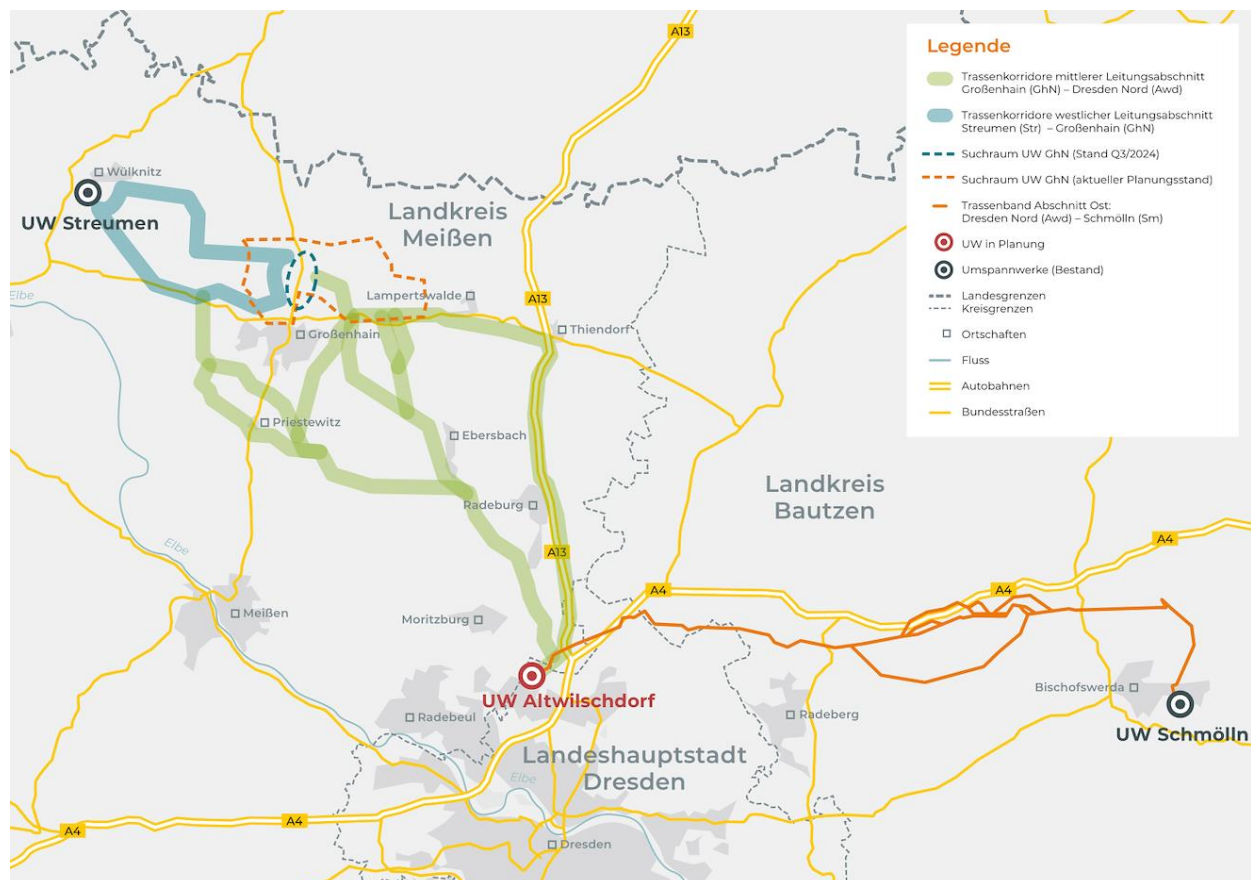 A13
Legende
Trassenkorridore mittlerer Leitungsabschnitt
Großenhain (GhN) – Dresden Nord (Awd)
Trassenkorridore westlicher Leitungsabschnitt
Streumen (Str) – Großenhain (GhN)
Suchraum UW GhN (Stand Q3/2024)
Suchraum UW GhN (aktueller Planungsstand)
Trassenband Abschnitt Ost:
Dresden Nord (Awd) – Schmölln (Sm)
UW in Planung
Umspannwerke (Bestand)
Landesgrenzen
Kreisgrenzen
Ortschaften
Fluss
Autobahnen
Bundesstraßen
Wülknitz
UW Streumen
Landkreis
Meißen
Elbe
Lampertswalde
A13
Großenhain
Thiendorf
Priestewitz
Ebersbach
Landkreis
Bautzen
Radeburg
Elbe
A13
A4
A4
A4
Meißen
Moritzburg
UW Altwilschdorf
Bischofswerda
Radebeul
Radeberg
UW Schmölln
Landeshauptstadt
Dresden
Elbe
A4
A4
Dresden